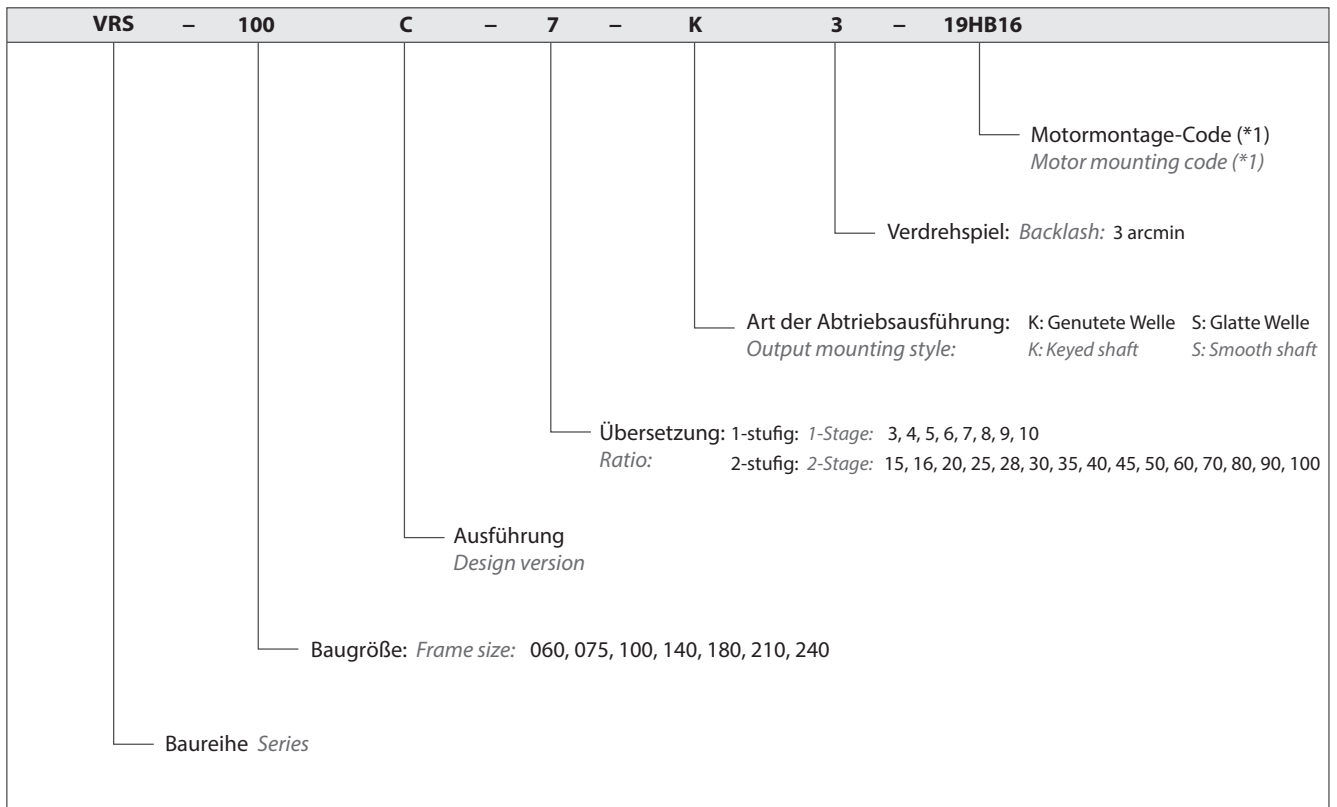 VRS – 100 C – 7 – K 3 – 19HB16
Motormontage-Code (*1)
Motor mounting code (*1)
Verdrehspiel: Backlash: 3 arcmin
Art der Abtriebsausführung: K: Genutete Welle S: Glatte Welle
Output mounting style: K: Keyed shaft S: Smooth shaft
Übersetzung: 1-stufig: 1-Stage: 3, 4, 5, 6, 7, 8, 9, 10
Ratio: 2-stufig: 2-Stage: 15, 16, 20, 25, 28, 30, 35, 40, 45, 50, 60, 70, 80, 90, 100
Ausführung
Design version
Baugröße: Frame size: 060, 075, 100, 140, 180, 210, 240
Baureihe Series